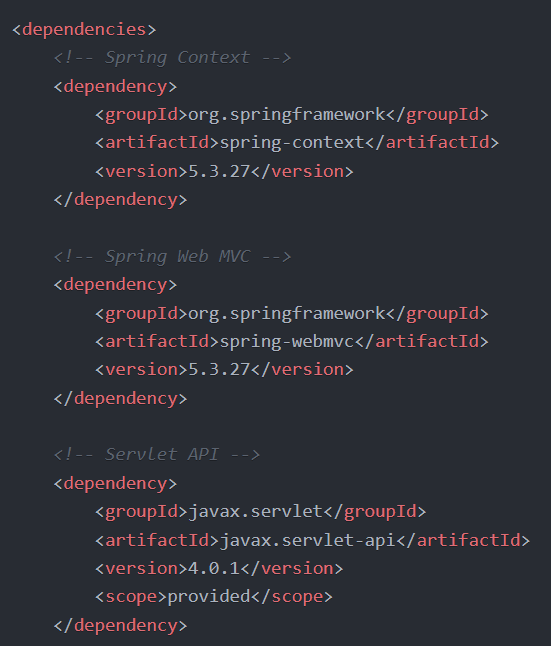 <dependencies>
<!-- Spring Context -->
<dependency>
<groupId>org.springframework</groupId>
<artifactId>spring-context</artifactId>
<version>5.3.27</version>
</dependency>
<!-- Spring Web MVC -->
<dependency>
<groupId>org.springframework</groupId>
<artifactId>spring-webmvc</artifactId>
<version>5.3.27</version>
</dependency>
<!-- Servlet API -->
<dependency>
<groupId>javax.servlet</groupId>
<artifactId>javax.servlet-api</artifactId>
<version>4.0.1</version>
<scope>provided</scope>
</dependency>